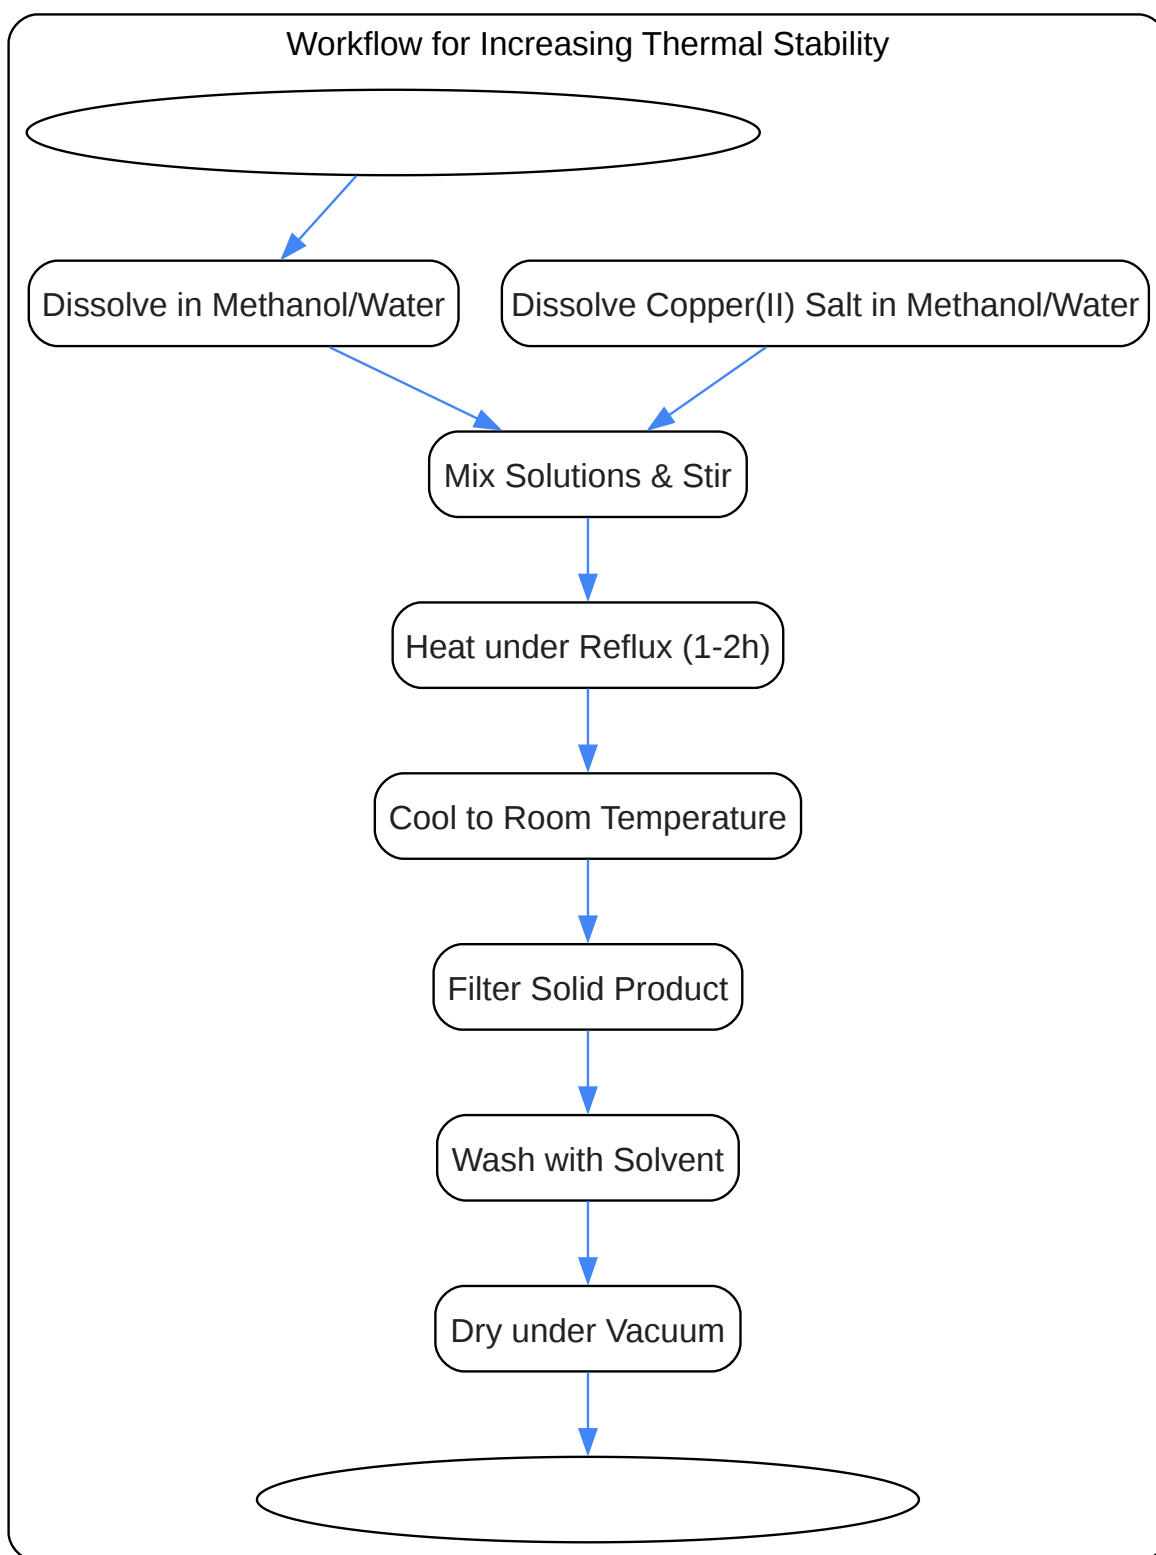 Workflow for Increasing Thermal Stability
Dissolve in Methanol/Water
Dissolve Copper(II) Salt in Methanol/Water
Mix Solutions & Stir
Heat under Reflux (1-2h)
Cool to Room Temperature
Filter Solid Product
Wash with Solvent
Dry under Vacuum